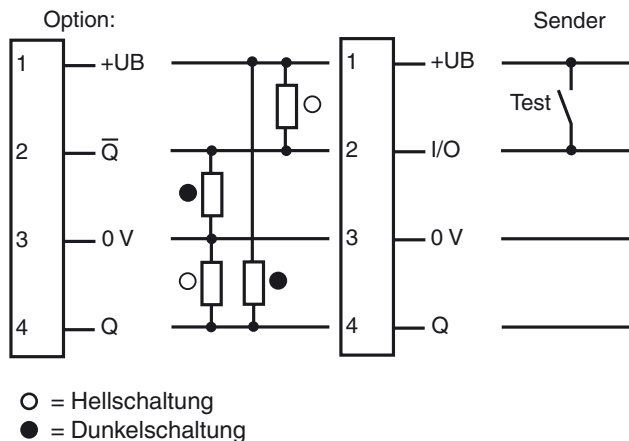 Option:
Sender
1 +UB
1 +UB
Test
2 Q̅
2 I/O
3 0 V
3 0 V
4 Q
4 Q
= Hellschaltung
= Dunkelschaltung